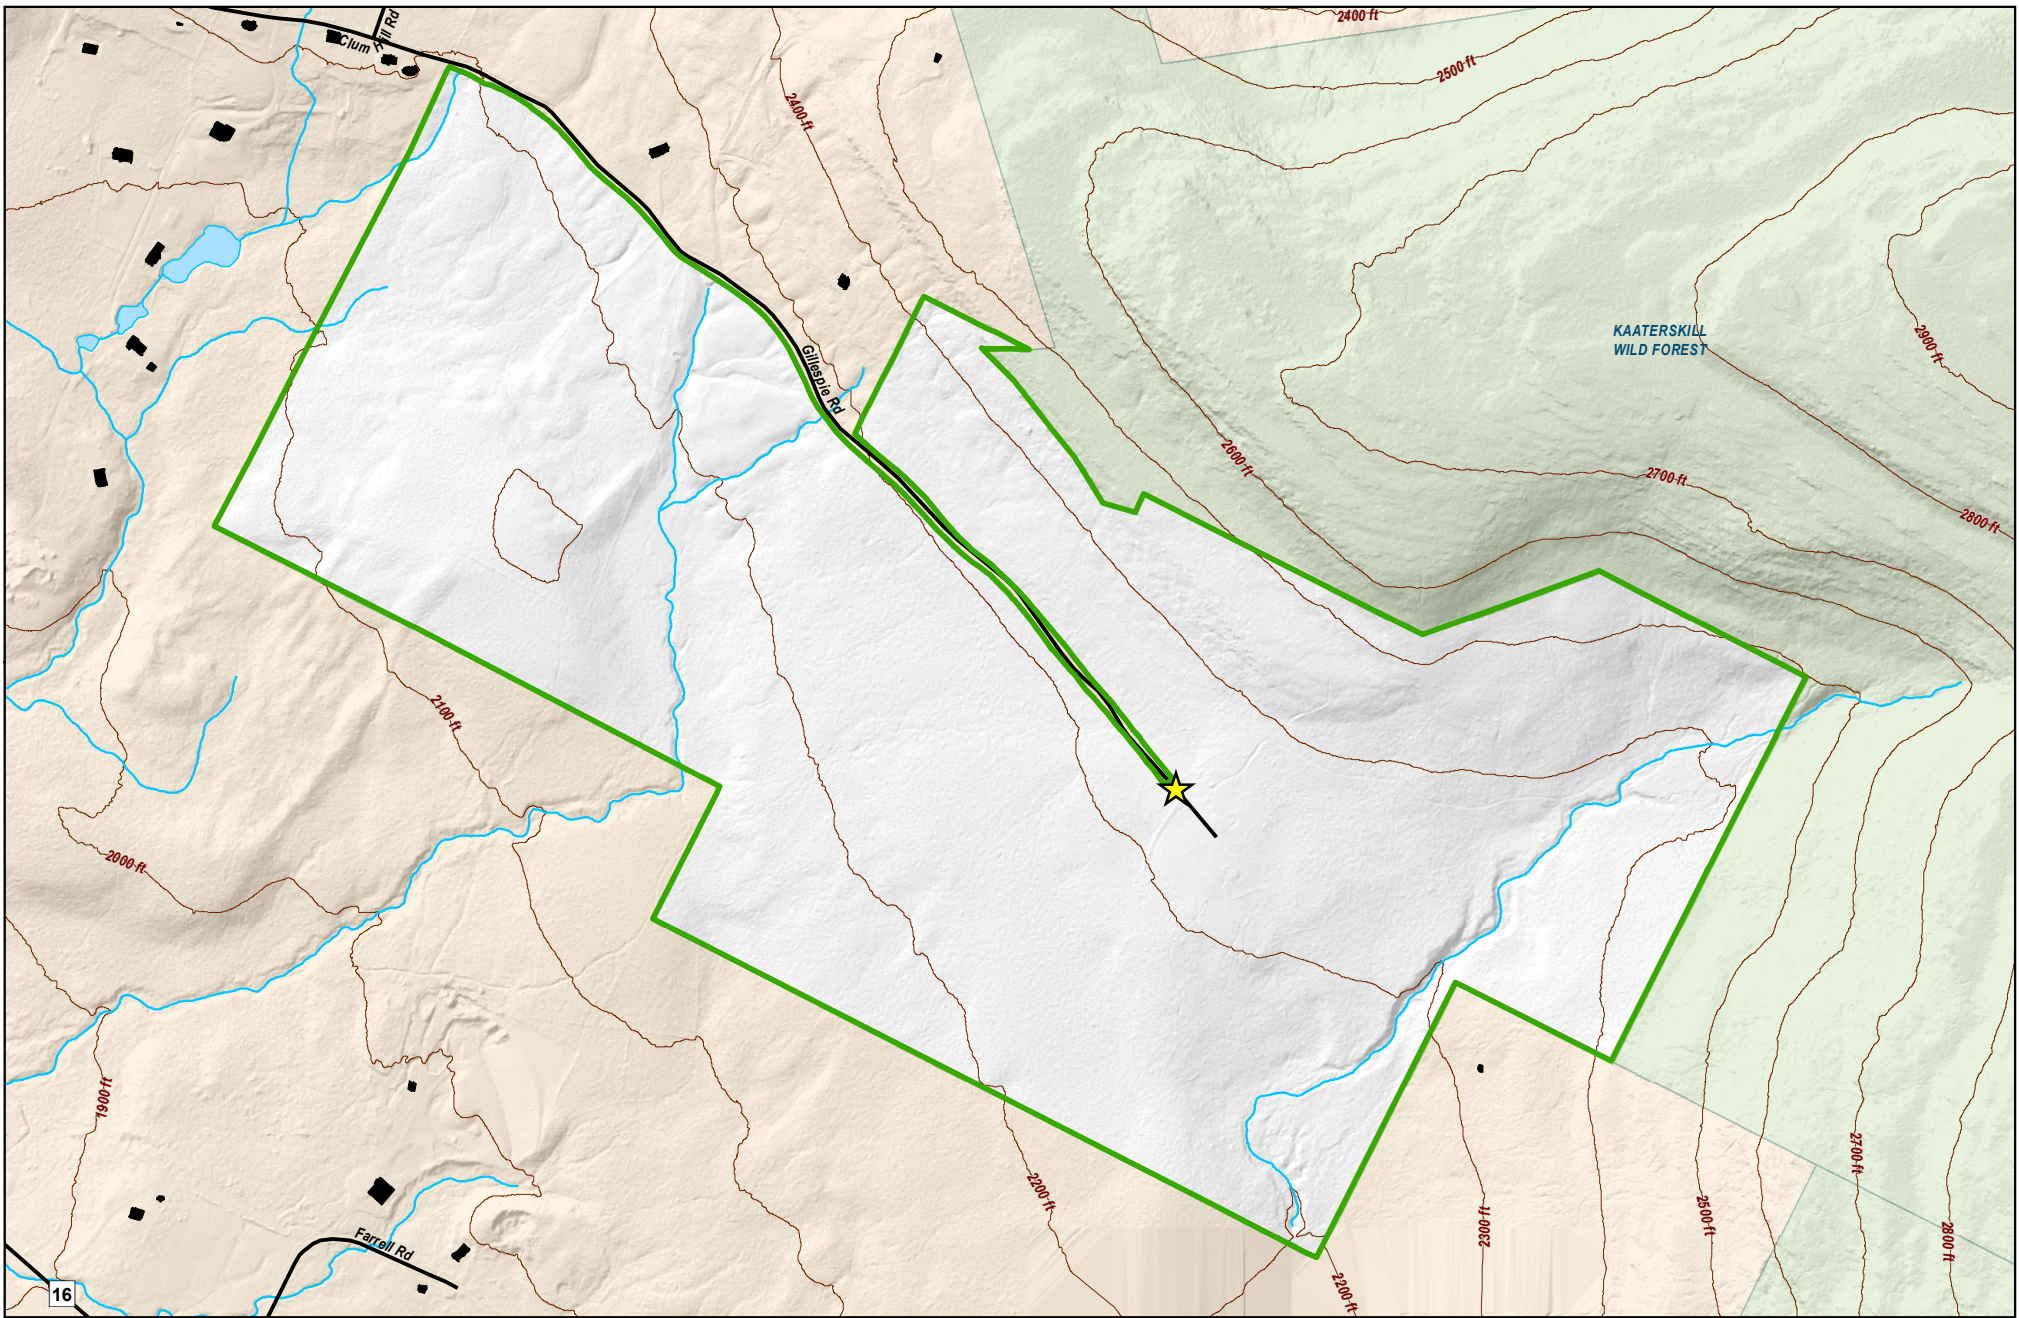 2400 ft
Clum Hill Rd
2500 ft
2400 ft
KAATERSKILL
WILD FOREST
2900 ft
Gillespie Rd
2600 ft
2700 ft
2800 ft
2100 ft
2000 ft
1900 ft
2700 ft
2200 ft
2500 ft
2300 ft
2800 ft
Farrell Rd
2200 ft
16